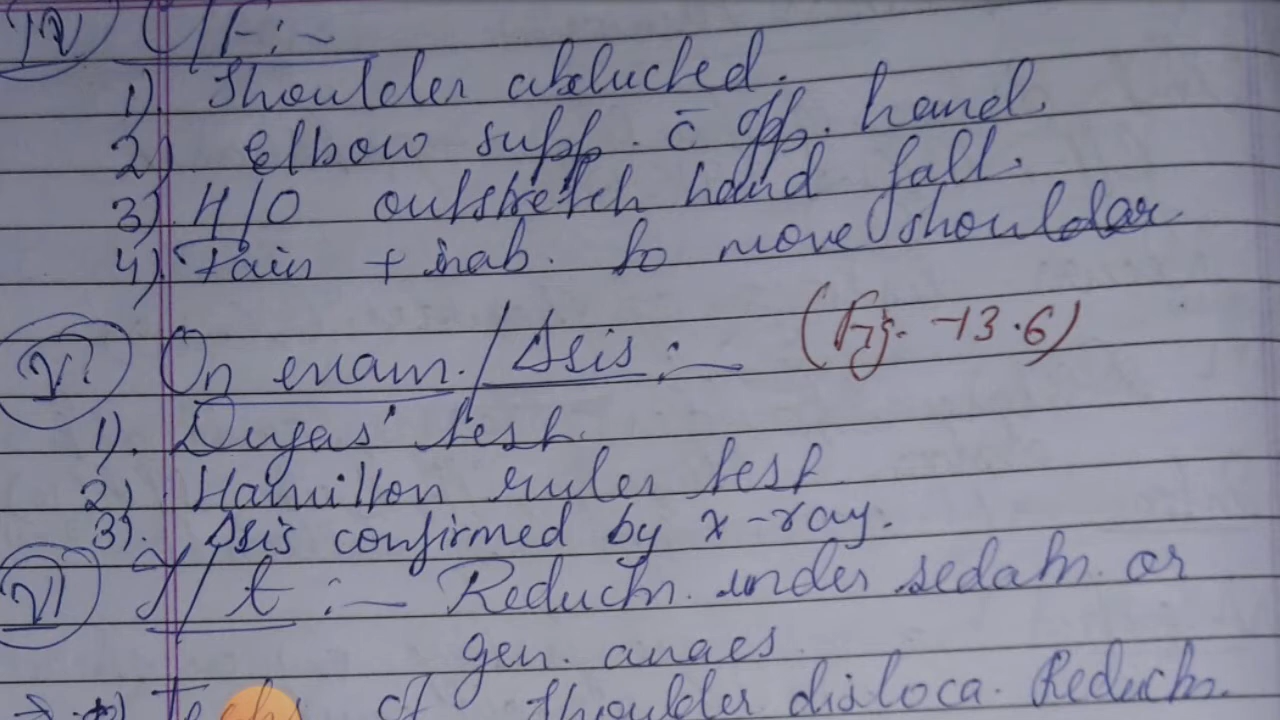 IV) C/F :-
1). Shoulder abducted.
2) Elbow supp. c̄ opp. hand.
3) H/O outstretch hand fall.
4). Pain + inab. to move shoulder
V) On exam. / Δsis :- (fig. -13.6)
1). Dugas' test.
2) Hamilton ruler test
3). Δsis confirmed by x-ray.
VI) T/t :- Reductn. under sedatn. or
gen. anaes.
of Shoulder disloca. Reductn.